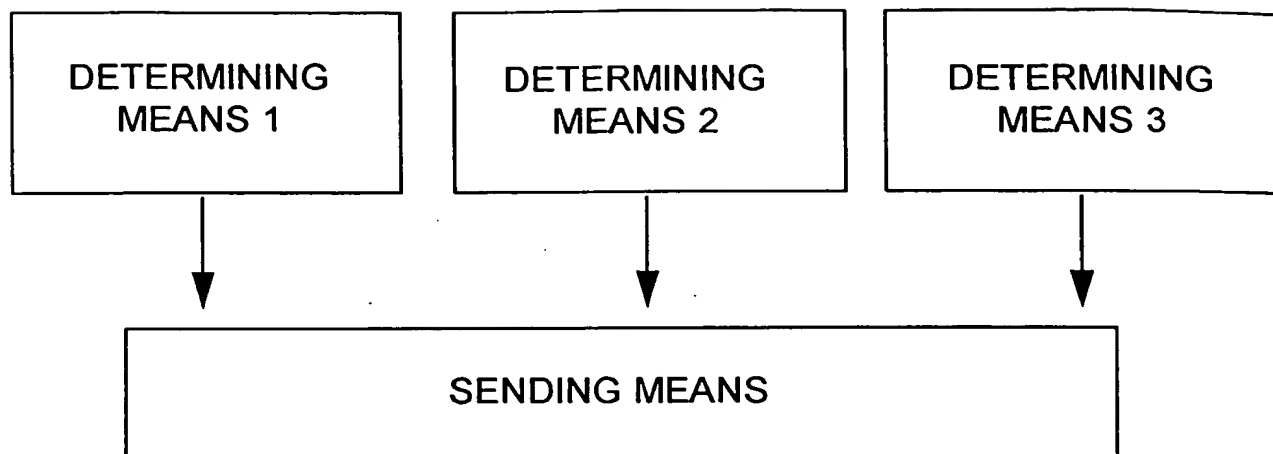 DETERMINING
MEANS 1
DETERMINING
MEANS 2
DETERMINING
MEANS 3
SENDING MEANS